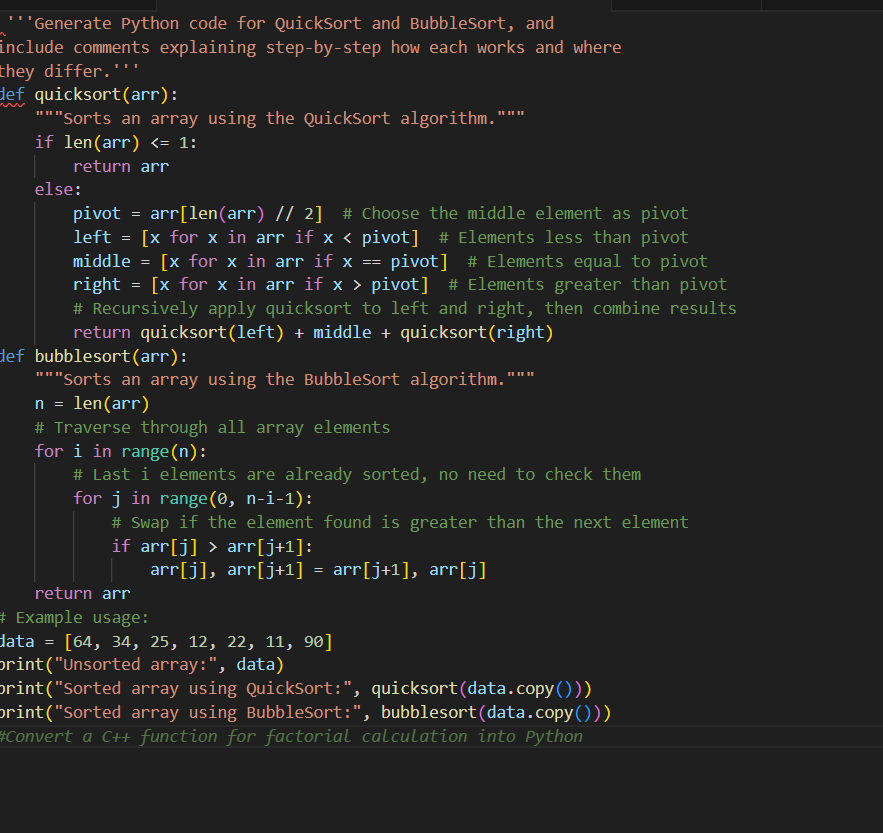 '''Generate Python code for QuickSort and BubbleSort, and
include comments explaining step-by-step how each works and where
they differ.'''
def quicksort(arr):
    """Sorts an array using the QuickSort algorithm."""
    if len(arr) <= 1:
        return arr
    else:
        pivot = arr[len(arr) // 2]  # Choose the middle element as pivot
        left = [x for x in arr if x < pivot]  # Elements less than pivot
        middle = [x for x in arr if x == pivot]  # Elements equal to pivot
        right = [x for x in arr if x > pivot]  # Elements greater than pivot
        # Recursively apply quicksort to left and right, then combine results
        return quicksort(left) + middle + quicksort(right)
def bubblesort(arr):
    """Sorts an array using the BubbleSort algorithm."""
    n = len(arr)
    # Traverse through all array elements
    for i in range(n):
        # Last i elements are already sorted, no need to check them
        for j in range(0, n-i-1):
            # Swap if the element found is greater than the next element
            if arr[j] > arr[j+1]:
                arr[j], arr[j+1] = arr[j+1], arr[j]
    return arr
# Example usage:
data = [64, 34, 25, 12, 22, 11, 90]
print("Unsorted array:", data)
print("Sorted array using QuickSort:", quicksort(data.copy()))
print("Sorted array using BubbleSort:", bubblesort(data.copy()))
#Convert a C++ function for factorial calculation into Python